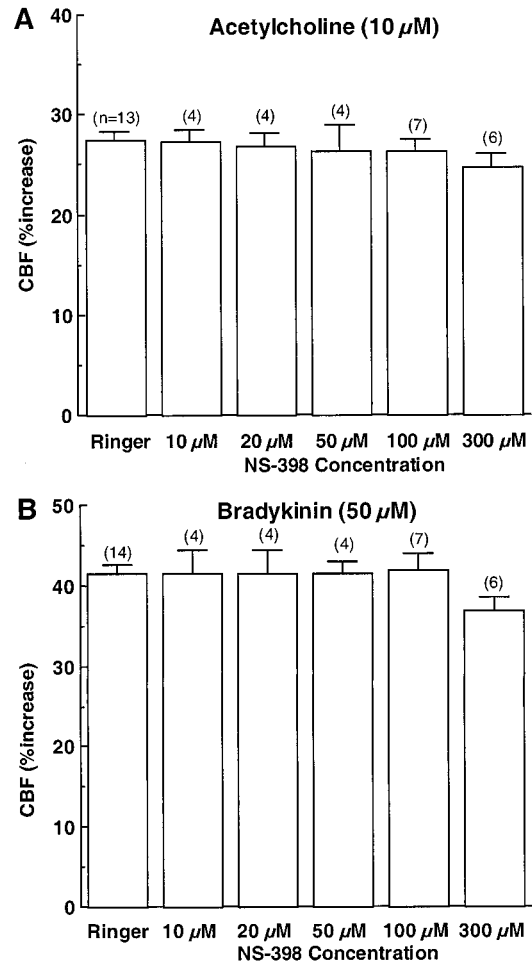 A
Acetylcholine (10 µM)
40
30
20
10
0
CBF (%increase)
(n=13)
(4)
(4)
(4)
(7)
(6)
Ringer 10 µM 20 µM 50 µM 100 µM 300 µM
NS-398 Concentration
B
Bradykinin (50 µM)
50
40
30
20
10
0
CBF (%increase)
(14)
(4)
(4)
(4)
(7)
(6)
Ringer 10 µM 20 µM 50 µM 100 µM 300 µM
NS-398 Concentration